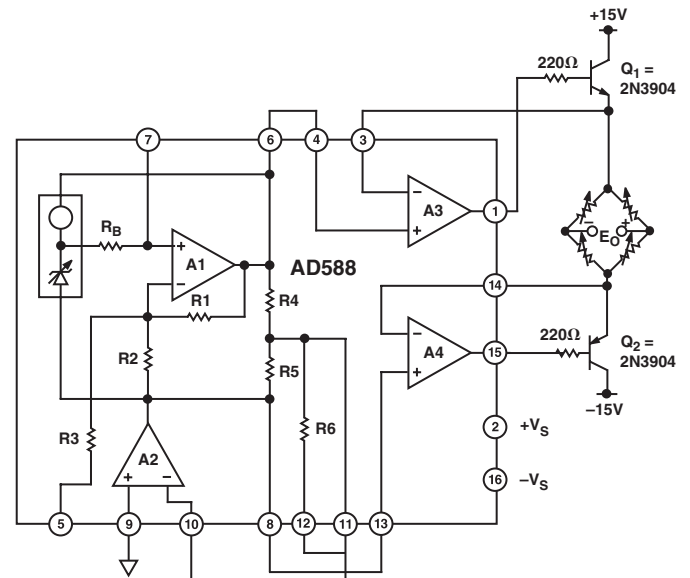 +15V
220Ω
Q1 =
2N3904
7
6
4
3
RB
+
−
A1
R1
AD588
−
+
A3
1
− EO +
R4
R2
R5
R3
R6
A2
+ −
14
−
+
A4
15
220Ω
Q2 =
2N3904
−15V
2
+VS
16
−VS
5
9
10
8
12
11
13